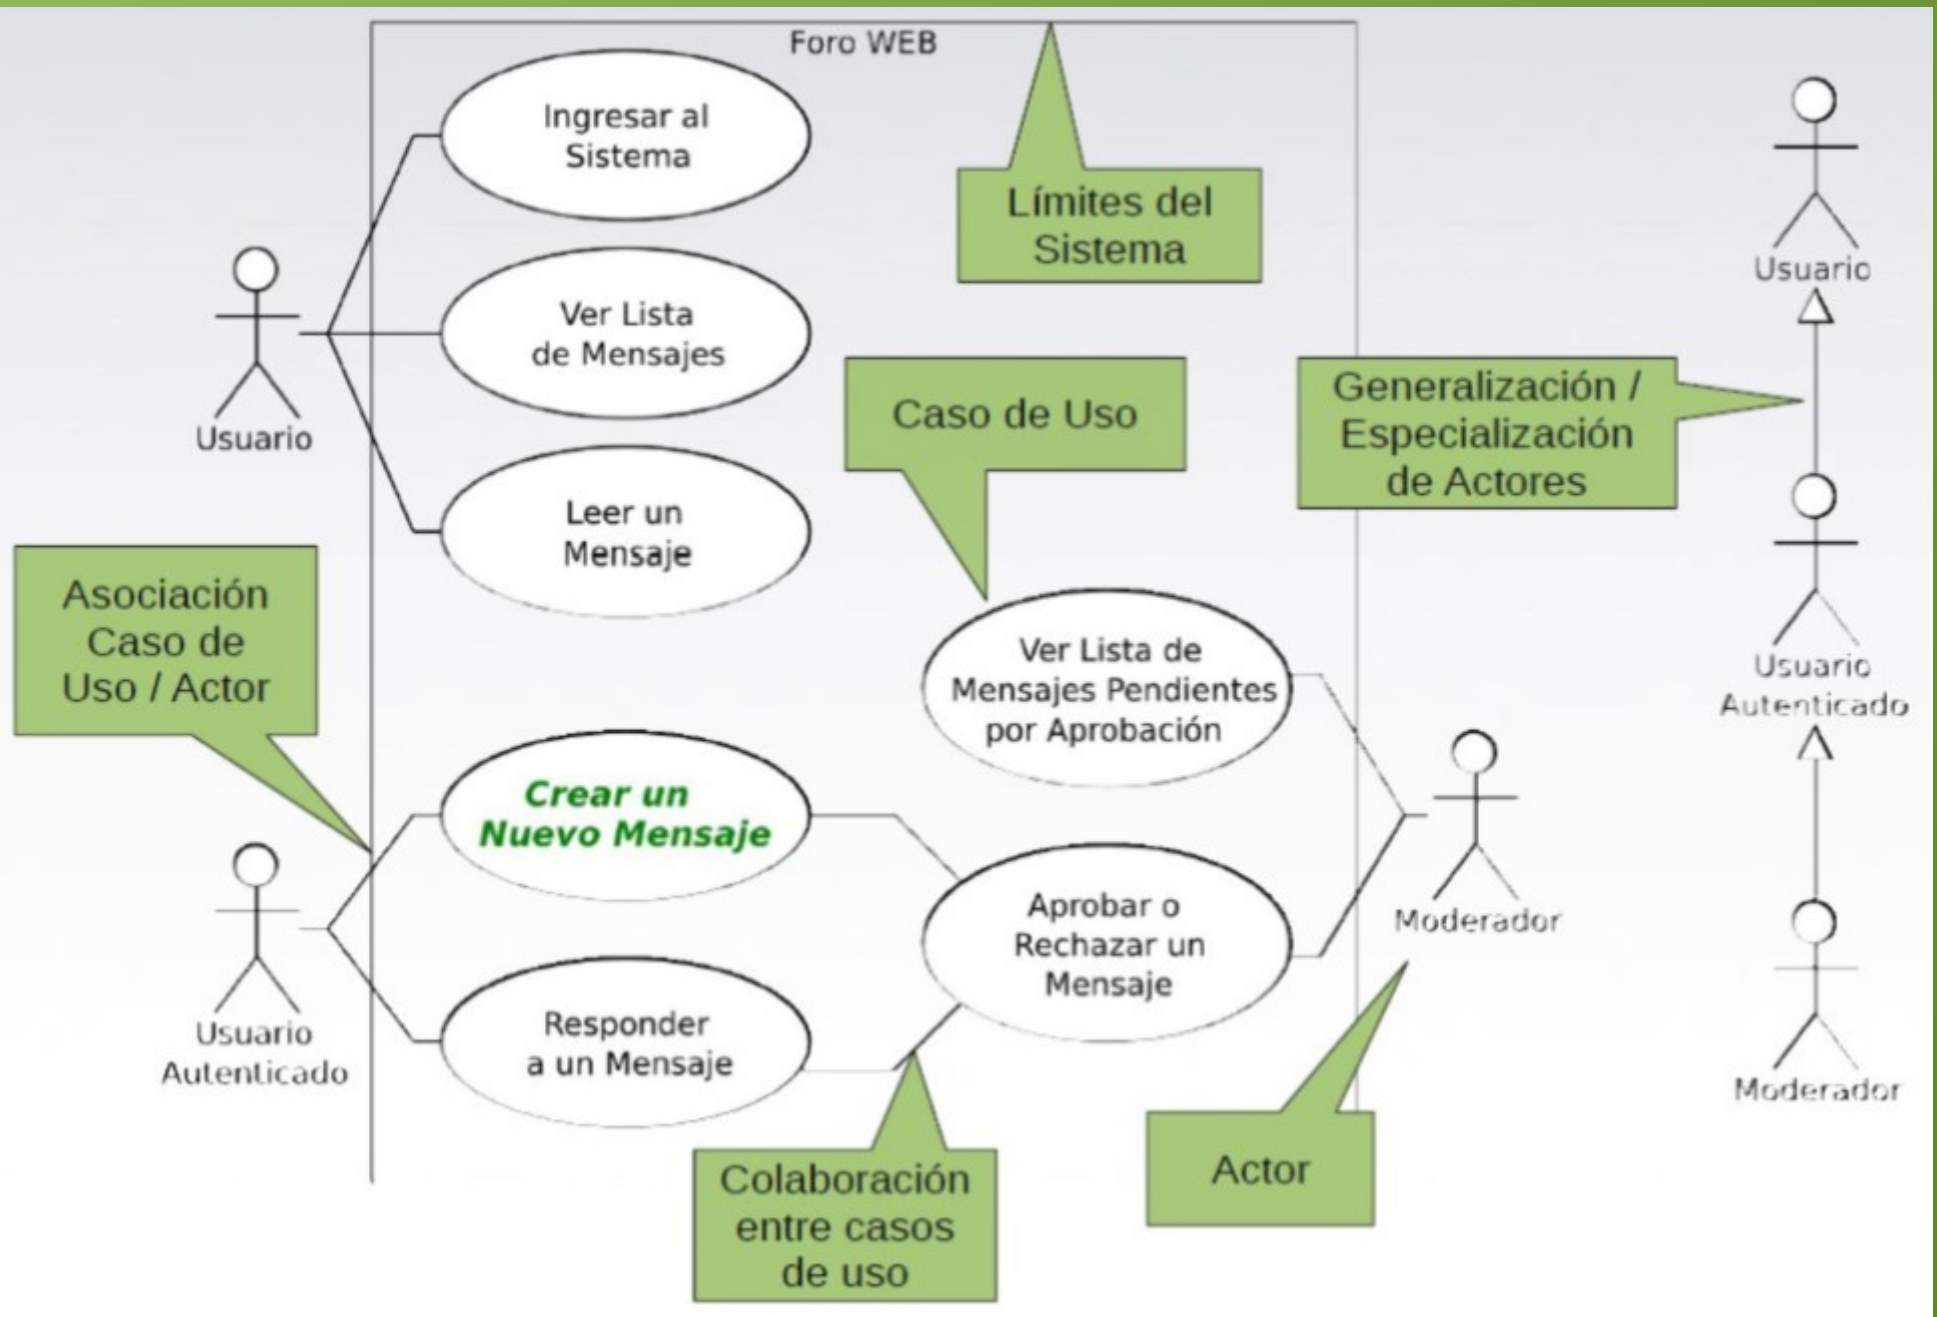 Foro WEB
Ingresar al
Sistema
Límites del
Sistema
Usuario
Ver Lista
de Mensajes
Usuario
Caso de Uso
Generalización /
Especialización
de Actores
Leer un
Mensaje
Asociación
Caso de
Uso / Actor
Ver Lista de
Mensajes Pendientes
por Aprobación
Usuario
Autenticado
Crear un
Nuevo Mensaje
Moderador
Aprobar o
Rechazar un
Mensaje
Usuario
Autenticado
Responder
a un Mensaje
Moderador
Colaboración
entre casos
de uso
Actor